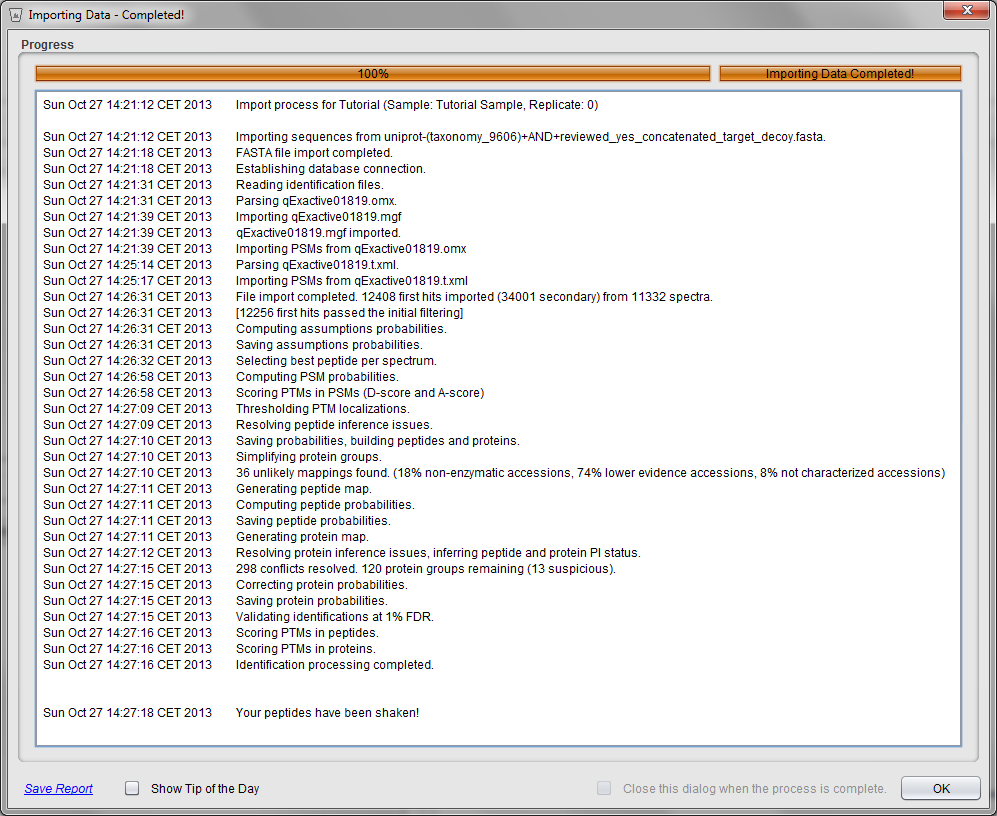 Importing Data - Completed!
Progress
100% Importing Data Completed!
Sun Oct 27 14:21:12 CET 2013 Import process for Tutorial (Sample: Tutorial Sample, Replicate: 0)
Sun Oct 27 14:21:12 CET 2013 Importing sequences from uniprot-(taxonomy_9606)+AND+reviewed_yes_concatenated_target_decoy.fasta.
Sun Oct 27 14:21:18 CET 2013 FASTA file import completed.
Sun Oct 27 14:21:18 CET 2013 Establishing database connection.
Sun Oct 27 14:21:31 CET 2013 Reading identification files.
Sun Oct 27 14:21:31 CET 2013 Parsing qExactive01819.omx.
Sun Oct 27 14:21:39 CET 2013 Importing qExactive01819.mgf
Sun Oct 27 14:21:39 CET 2013 qExactive01819.mgf imported.
Sun Oct 27 14:21:39 CET 2013 Importing PSMs from qExactive01819.omx
Sun Oct 27 14:25:14 CET 2013 Parsing qExactive01819.t.xml.
Sun Oct 27 14:25:17 CET 2013 Importing PSMs from qExactive01819.t.xml
Sun Oct 27 14:26:31 CET 2013 File import completed. 12408 first hits imported (34001 secondary) from 11332 spectra.
Sun Oct 27 14:26:31 CET 2013 [12256 first hits passed the initial filtering]
Sun Oct 27 14:26:31 CET 2013 Computing assumptions probabilities.
Sun Oct 27 14:26:31 CET 2013 Saving assumptions probabilities.
Sun Oct 27 14:26:32 CET 2013 Selecting best peptide per spectrum.
Sun Oct 27 14:26:58 CET 2013 Computing PSM probabilities.
Sun Oct 27 14:26:58 CET 2013 Scoring PTMs in PSMs (D-score and A-score)
Sun Oct 27 14:27:09 CET 2013 Thresholding PTM localizations.
Sun Oct 27 14:27:09 CET 2013 Resolving peptide inference issues.
Sun Oct 27 14:27:10 CET 2013 Saving probabilities, building peptides and proteins.
Sun Oct 27 14:27:10 CET 2013 Simplifying protein groups.
Sun Oct 27 14:27:10 CET 2013 36 unlikely mappings found. (18% non-enzymatic accessions, 74% lower evidence accessions, 8% not characterized accessions)
Sun Oct 27 14:27:11 CET 2013 Generating peptide map.
Sun Oct 27 14:27:11 CET 2013 Computing peptide probabilities.
Sun Oct 27 14:27:11 CET 2013 Saving peptide probabilities.
Sun Oct 27 14:27:11 CET 2013 Generating protein map.
Sun Oct 27 14:27:12 CET 2013 Resolving protein inference issues, inferring peptide and protein PI status.
Sun Oct 27 14:27:15 CET 2013 298 conflicts resolved. 120 protein groups remaining (13 suspicious).
Sun Oct 27 14:27:15 CET 2013 Correcting protein probabilities.
Sun Oct 27 14:27:15 CET 2013 Saving protein probabilities.
Sun Oct 27 14:27:15 CET 2013 Validating identifications at 1% FDR.
Sun Oct 27 14:27:16 CET 2013 Scoring PTMs in peptides.
Sun Oct 27 14:27:16 CET 2013 Scoring PTMs in proteins.
Sun Oct 27 14:27:16 CET 2013 Identification processing completed.
Sun Oct 27 14:27:18 CET 2013 Your peptides have been shaken!
Save Report Show Tip of the Day Close this dialog when the process is complete. OK